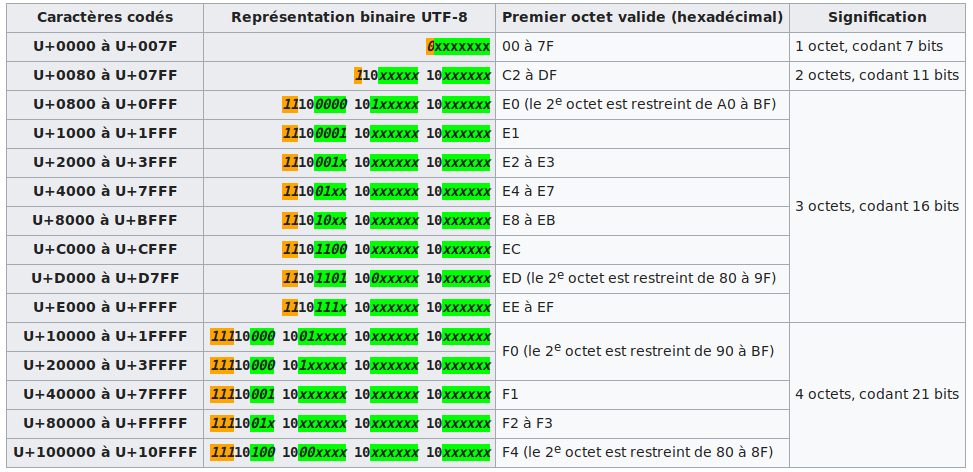 Caractères codés Représentation binaire UTF-8 Premier octet valide (hexadécimal) Signification
U+0000 à U+007F 0xxxxxxx 00 à 7F 1 octet, codant 7 bits
U+0080 à U+07FF 110xxxxx 10xxxxxx C2 à DF 2 octets, codant 11 bits
U+0800 à U+0FFF 11100000 101xxxxx 10xxxxxx E0 (le 2e octet est restreint de A0 à BF)
U+1000 à U+1FFF 11100001 10xxxxxx 10xxxxxx E1
U+2000 à U+3FFF 1110001x 10xxxxxx 10xxxxxx E2 à E3
U+4000 à U+7FFF 111001xx 10xxxxxx 10xxxxxx E4 à E7
U+8000 à U+BFFF 111010xx 10xxxxxx 10xxxxxx E8 à EB 3 octets, codant 16 bits
U+C000 à U+CFFF 11101100 10xxxxxx 10xxxxxx EC
U+D000 à U+D7FF 11101101 100xxxxx 10xxxxxx ED (le 2e octet est restreint de 80 à 9F)
U+E000 à U+FFFF 1110111x 10xxxxxx 10xxxxxx EE à EF
U+10000 à U+1FFFF 11110000 1001xxxx 10xxxxxx 10xxxxxx F0 (le 2e octet est restreint de 90 à BF)
U+20000 à U+3FFFF 11110000 101xxxxx 10xxxxxx 10xxxxxx
U+40000 à U+7FFFF 11110001 10xxxxxx 10xxxxxx 10xxxxxx F1 4 octets, codant 21 bits
U+80000 à U+FFFFF 1111001x 10xxxxxx 10xxxxxx 10xxxxxx F2 à F3
U+100000 à U+10FFFF 11110100 1000xxxx 10xxxxxx 10xxxxxx F4 (le 2e octet est restreint de 80 à 8F)